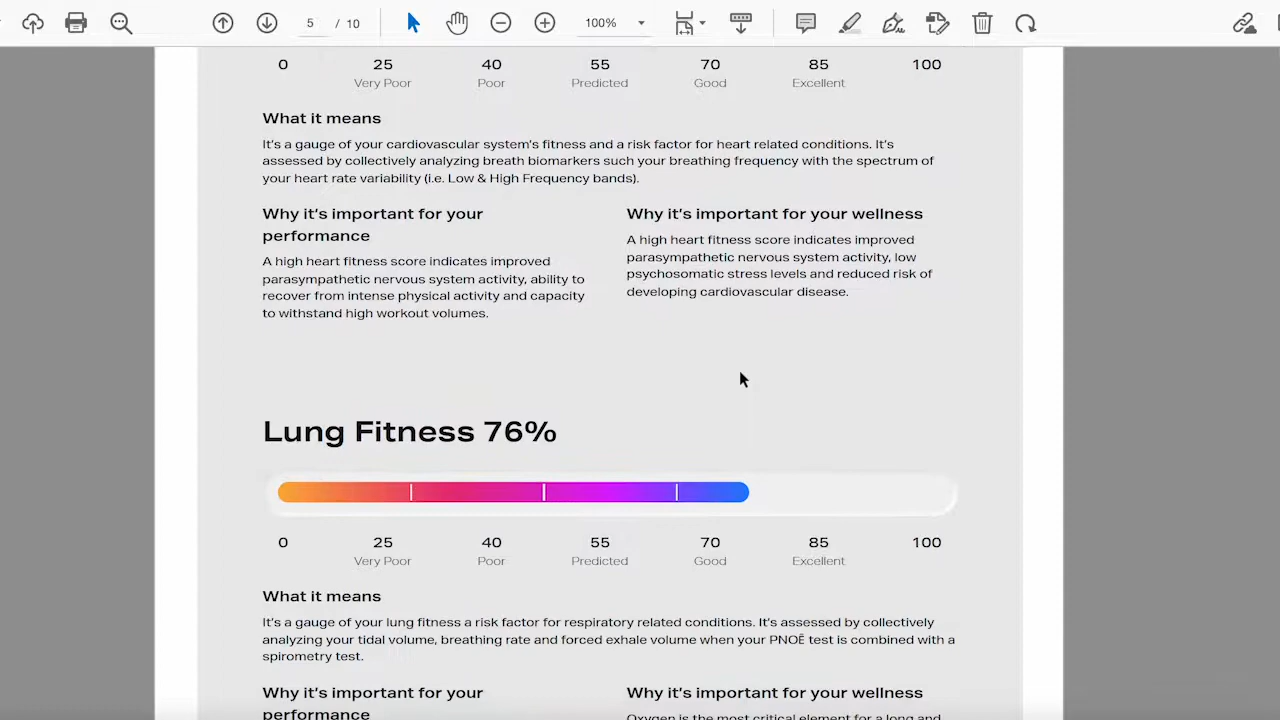 5 / 10 100%
0 25 40 55 70 85 100
Very Poor Poor Predicted Good Excellent
What it means
It's a gauge of your cardiovascular system's fitness and a risk factor for heart related conditions. It's
assessed by collectively analyzing breath biomarkers such your breathing frequency with the spectrum of
your heart rate variability (i.e. Low & High Frequency bands).
Why it's important for your
performance
A high heart fitness score indicates improved
parasympathetic nervous system activity, ability to
recover from intense physical activity and capacity
to withstand high workout volumes.
Why it's important for your wellness
A high heart fitness score indicates improved
parasympathetic nervous system activity, low
psychosomatic stress levels and reduced risk of
developing cardiovascular disease.
Lung Fitness 76%
0 25 40 55 70 85 100
Very Poor Poor Predicted Good Excellent
What it means
It's a gauge of your lung fitness a risk factor for respiratory related conditions. It's assessed by collectively
analyzing your tidal volume, breathing rate and forced exhale volume when your PNOĒ test is combined with a
spirometry test.
Why it's important for your
performance
Why it's important for your wellness
Oxygen is the most critical element for a long and